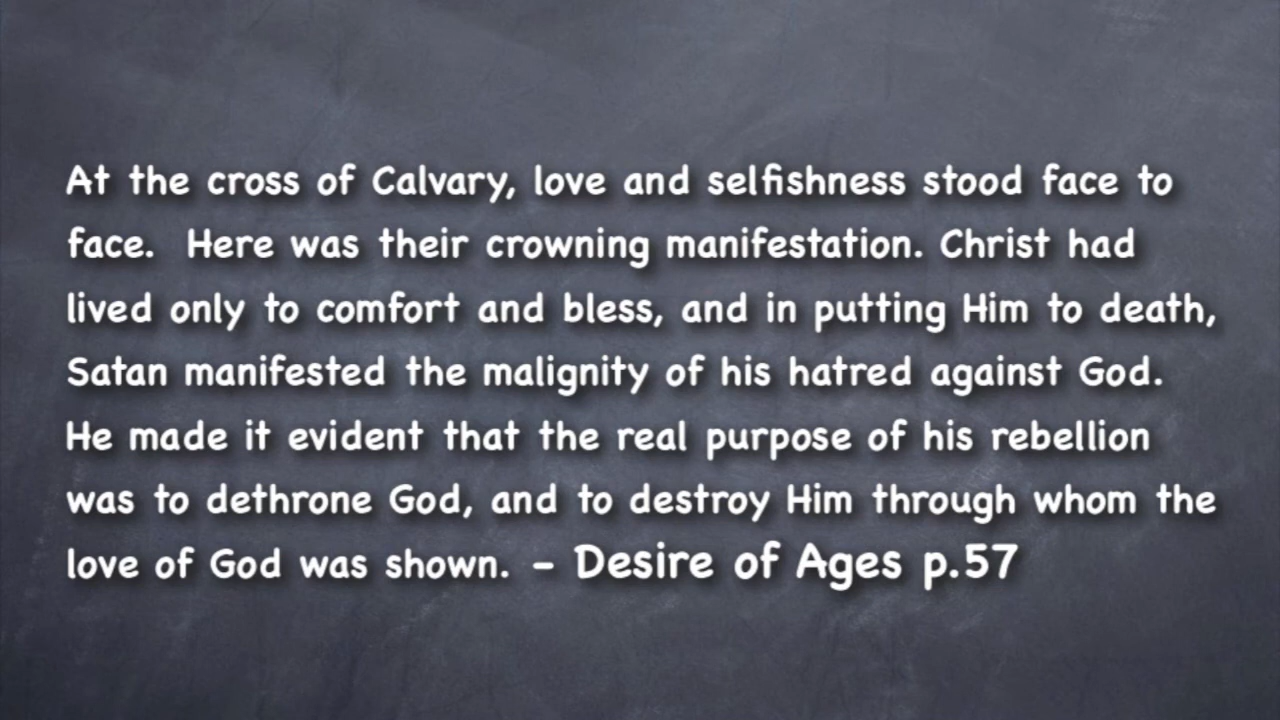 At the cross of Calvary, love and selfishness stood face to
face.  Here was their crowning manifestation. Christ had
lived only to comfort and bless, and in putting Him to death,
Satan manifested the malignity of his hatred against God.
He made it evident that the real purpose of his rebellion
was to dethrone God, and to destroy Him through whom the
love of God was shown. – Desire of Ages p.57